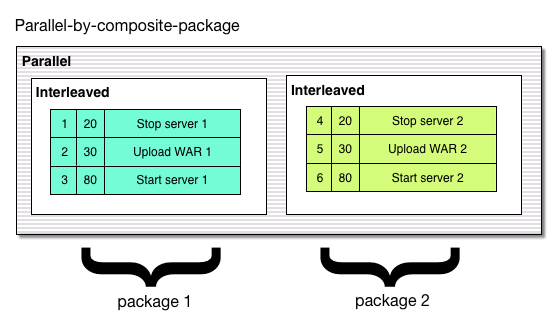 Parallel-by-composite-package
Parallel
Interleaved
1 20 Stop server 1
2 30 Upload WAR 1
3 80 Start server 1
Interleaved
4 20 Stop server 2
5 30 Upload WAR 2
6 80 Start server 2
package 1
package 2